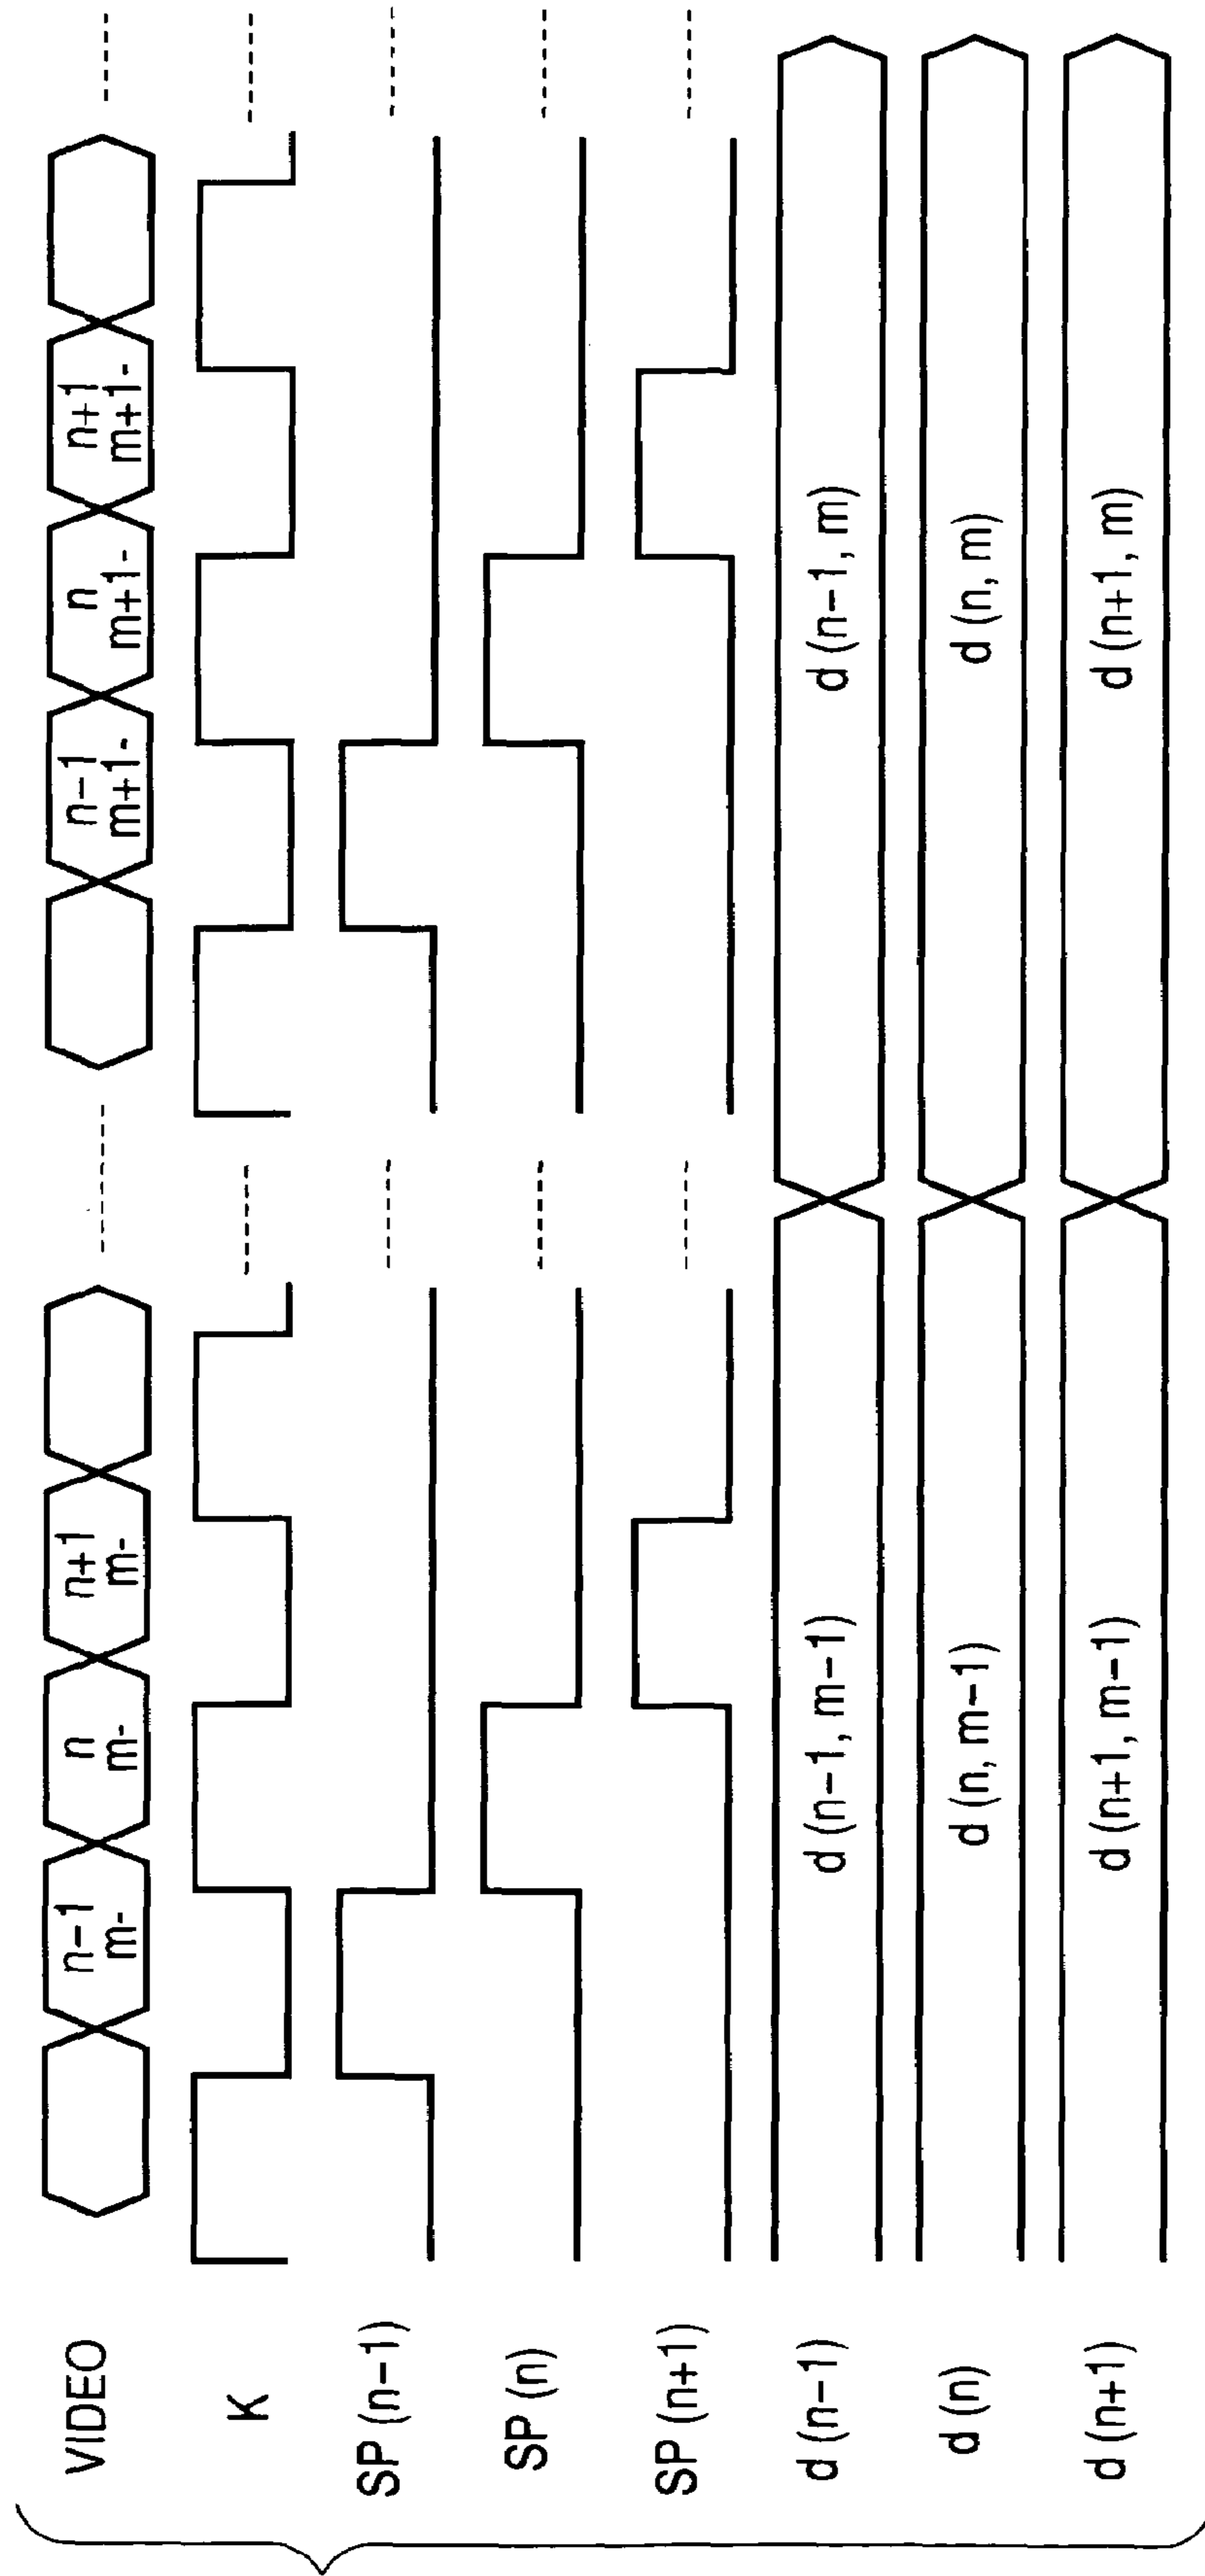 VIDEO
n-1
m-
n
m-
n+1
m-
n-1
m+1-
n
m+1-
n+1
m+1-
K
SP (n-1)
SP (n)
SP (n+1)
d (n-1)
d (n-1, m-1)
d (n-1, m)
d (n)
d (n, m-1)
d (n, m)
d (n+1)
d (n+1, m-1)
d (n+1, m)